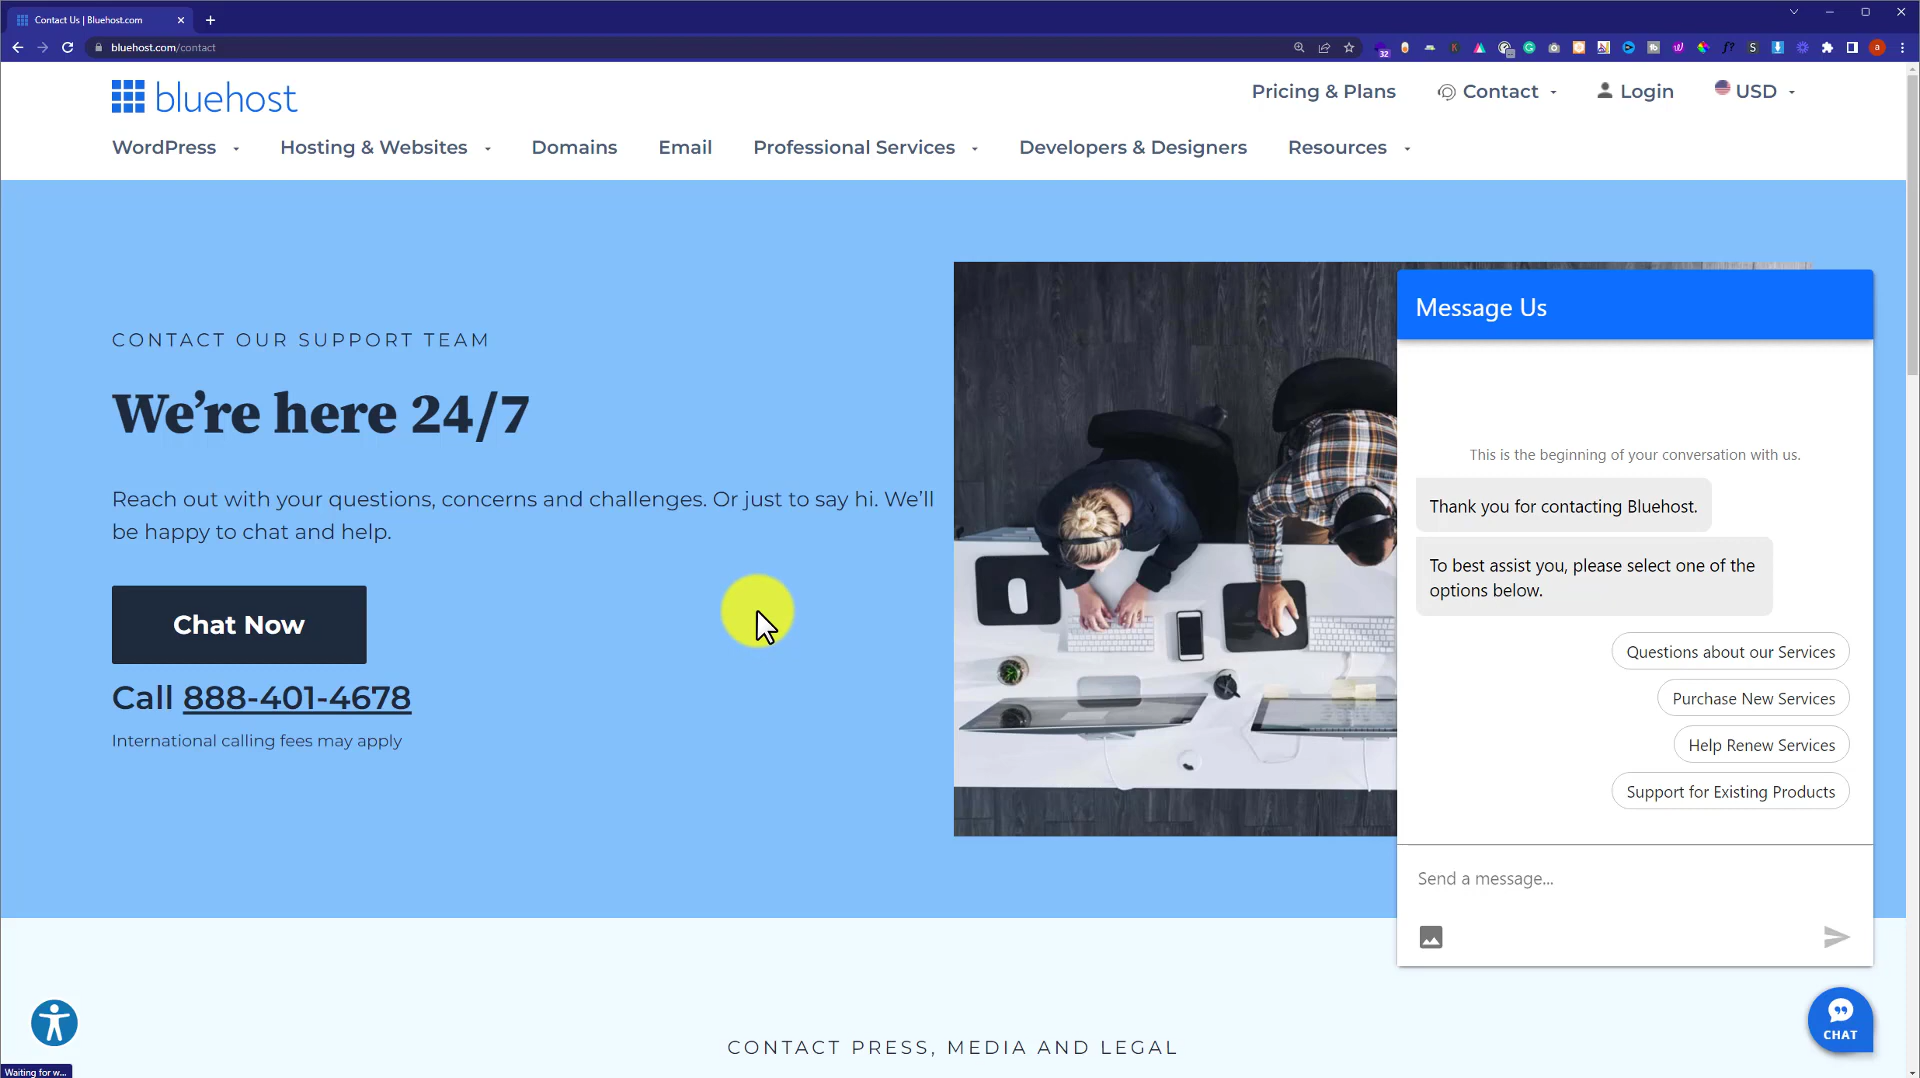 Contact Us | Bluehost.com
bluehost.com/contact
32
bluehost
Pricing & Plans
Contact
Login
USD
WordPress
Hosting & Websites
Domains
Email
Professional Services
Developers & Designers
Resources
CONTACT OUR SUPPORT TEAM
We’re here 24/7
Reach out with your questions, concerns and challenges. Or just to say hi. We’ll
be happy to chat and help.
Chat Now
Call 888-401-4678
International calling fees may apply
Message Us
This is the beginning of your conversation with us.
Thank you for contacting Bluehost.
To best assist you, please select one of the
options below.
Questions about our Services
Purchase New Services
Help Renew Services
Support for Existing Products
Send a message...
CHAT
CONTACT PRESS, MEDIA AND LEGAL
Waiting for w...